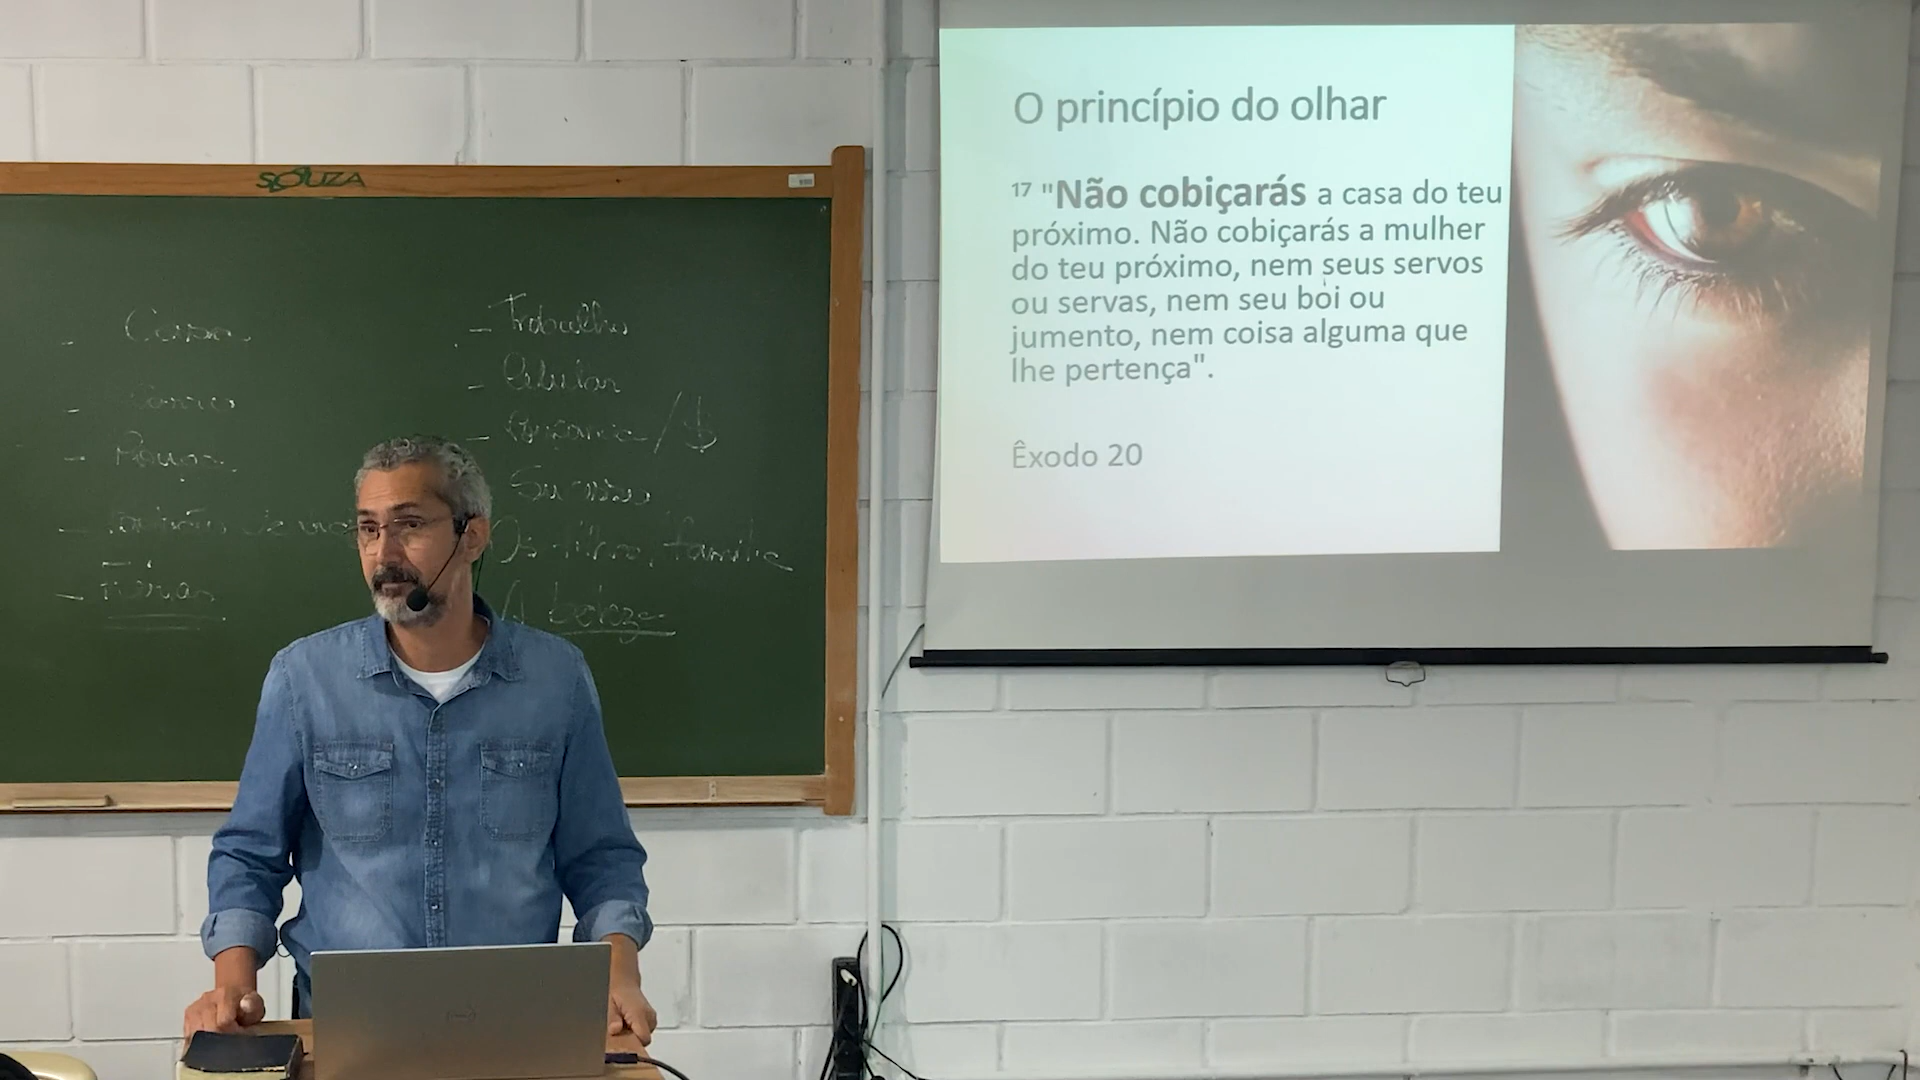 SOUZA
- Casa
- Carro
- Roupa
-
- Terras
- Trabalho
- Celular
- / $
- Sucesso
Os filhos, família
A beleza
O princípio do olhar
17 "Não cobiçarás a casa do teu
próximo. Não cobiçarás a mulher
do teu próximo, nem seus servos
ou servas, nem seu boi ou
jumento, nem coisa alguma que
lhe pertença".
Êxodo 20